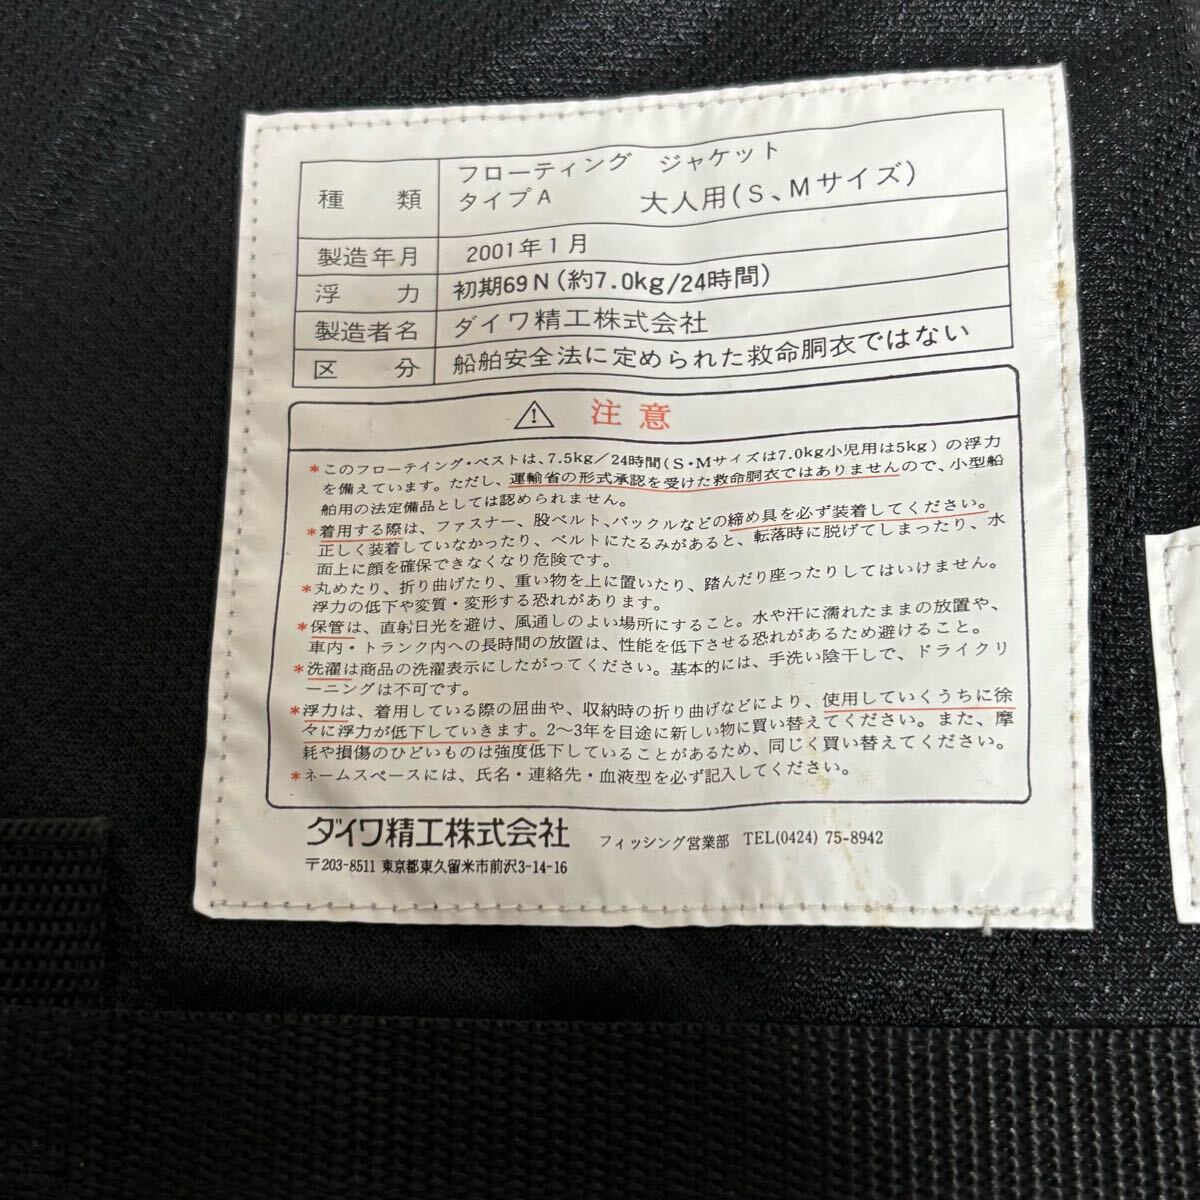 種類 フローティング ジャケット
タイプA 大人用(S、Mサイズ)
製造年月 2001年1月
浮力 初期69N(約7.0kg/24時間)
製造者名 ダイワ精工株式会社
区分 船舶安全法に定められた救命胴衣ではない
⚠ 注意
*このフローテイング・ベストは、7.5kg/24時間(S・Mサイズは7.0kg小児用は5kg)の浮力
を備えています。ただし、運輸省の形式承認を受けた救命胴衣ではありませんので、小型船
舶用の法定備品としては認められません。
*着用する際は、ファスナー、股ベルト、バックルなどの締め具を必ず装着してください。
正しく装着していなかったり、ベルトにたるみがあると、転落時に脱げてしまったり、水
面上に顔を確保できなくなり危険です。
*丸めたり、折り曲げたり、重い物を上に置いたり、踏んだり座ったりしてはいけません。
浮力の低下や変質・変形する恐れがあります。
*保管は、直射日光を避け、風通しのよい場所にすること。水や汗に濡れたままの放置や、
車内・トランク内への長時間の放置は、性能を低下させる恐れがあるため避けること。
*洗濯は商品の洗濯表示にしたがってください。基本的には、手洗い陰干しで、ドライクリ
ーニングは不可です。
*浮力は、着用している際の屈曲や、収納時の折り曲げなどにより、使用していくうちに徐
々に浮力が低下していきます。2〜3年を目途に新しい物に買い替えてください。また、摩
耗や損傷のひどいものは強度低下していることがあるため、同じく買い替えてください。
*ネームスペースには、氏名・連絡先・血液型を必ず記入してください。
ダイワ精工株式会社 フィッシング営業部 TEL(0424) 75-8942
〒203-8511 東京都東久留米市前沢3-14-16